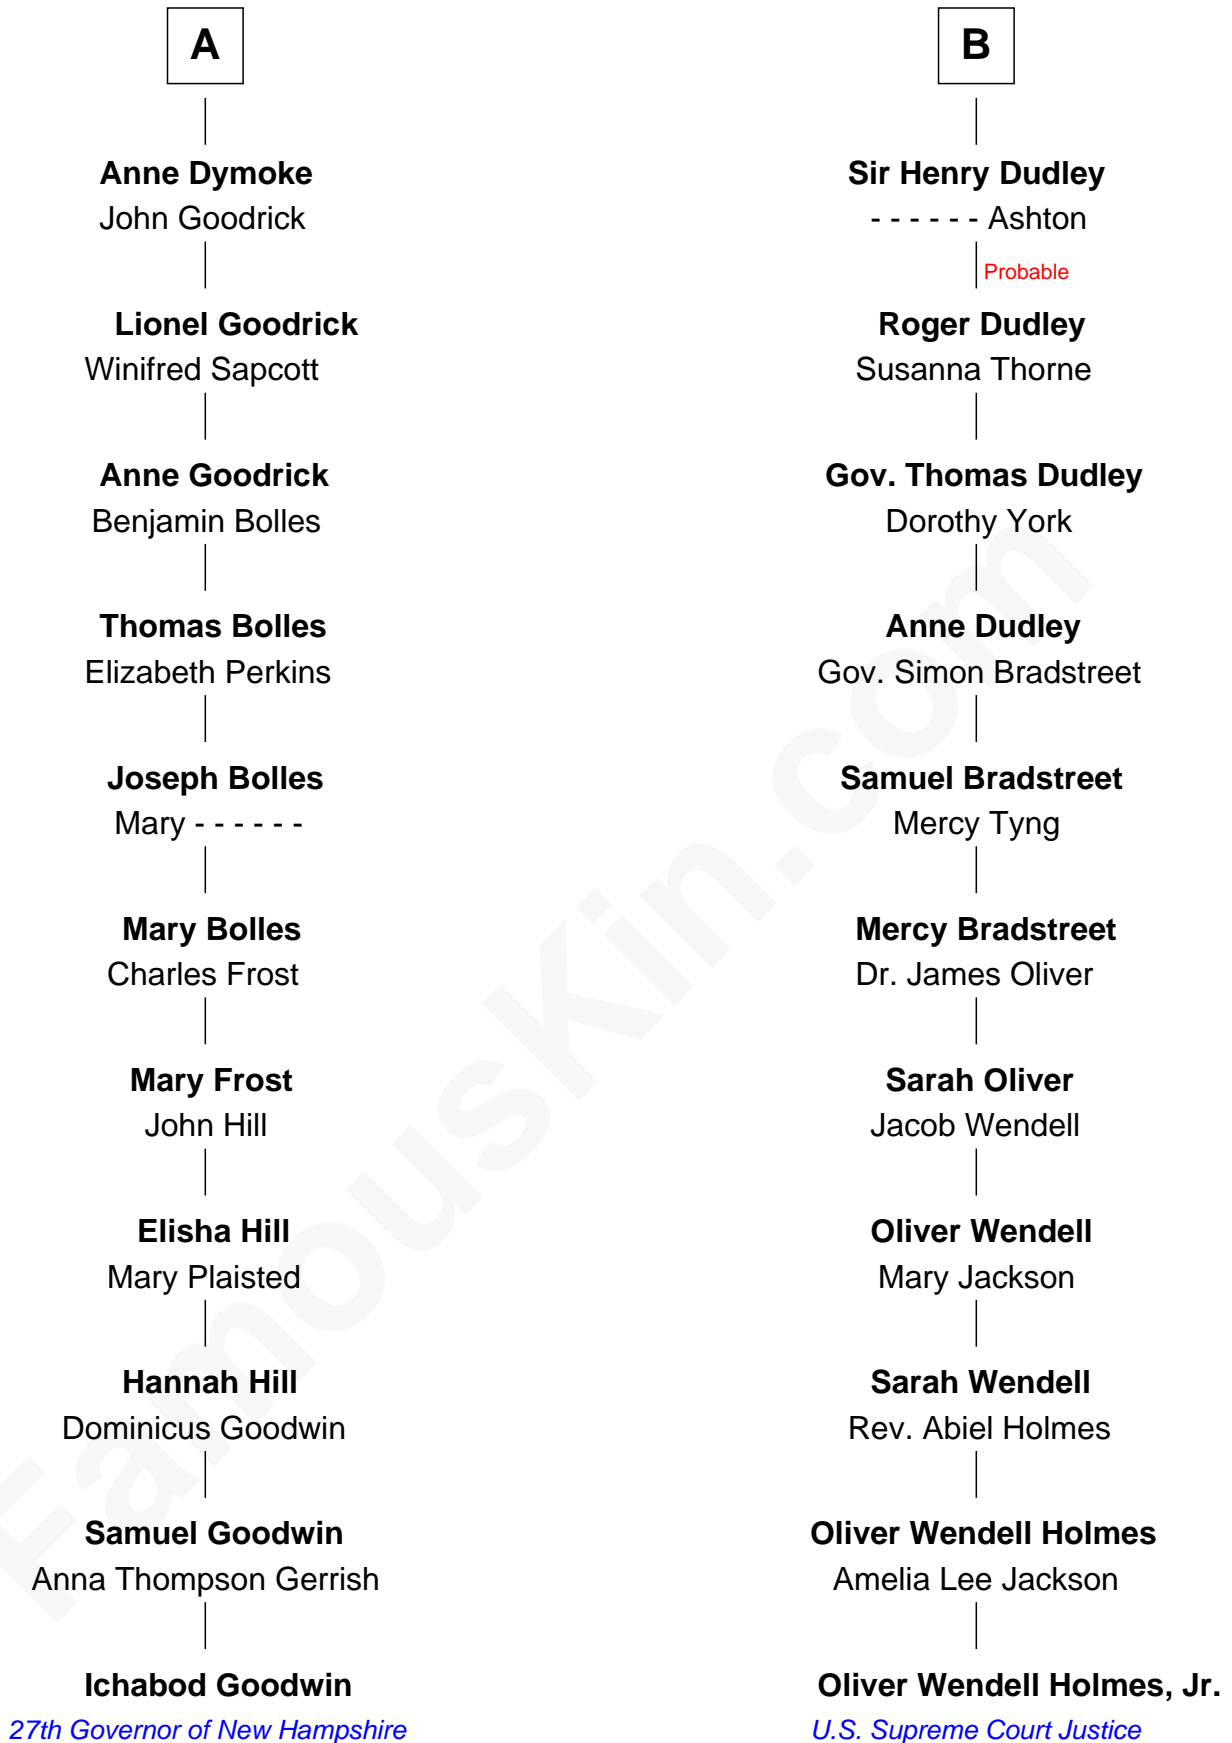 A
Anne Dymoke
John Goodrick
Lionel Goodrick
Winifred Sapcott
Anne Goodrick
Benjamin Bolles
Thomas Bolles
Elizabeth Perkins
Joseph Bolles
Mary - - - - - -
Mary Bolles
Charles Frost
Mary Frost
John Hill
Elisha Hill
Mary Plaisted
Hannah Hill
Dominicus Goodwin
Samuel Goodwin
Anna Thompson Gerrish
Ichabod Goodwin
27th Governor of New Hampshire
B
Sir Henry Dudley
- - - - - - Ashton
Probable
Roger Dudley
Susanna Thorne
Gov. Thomas Dudley
Dorothy York
Anne Dudley
Gov. Simon Bradstreet
Samuel Bradstreet
Mercy Tyng
Mercy Bradstreet
Dr. James Oliver
Sarah Oliver
Jacob Wendell
Oliver Wendell
Mary Jackson
Sarah Wendell
Rev. Abiel Holmes
Oliver Wendell Holmes
Amelia Lee Jackson
Oliver Wendell Holmes, Jr.
U.S. Supreme Court Justice
FamousKin.com